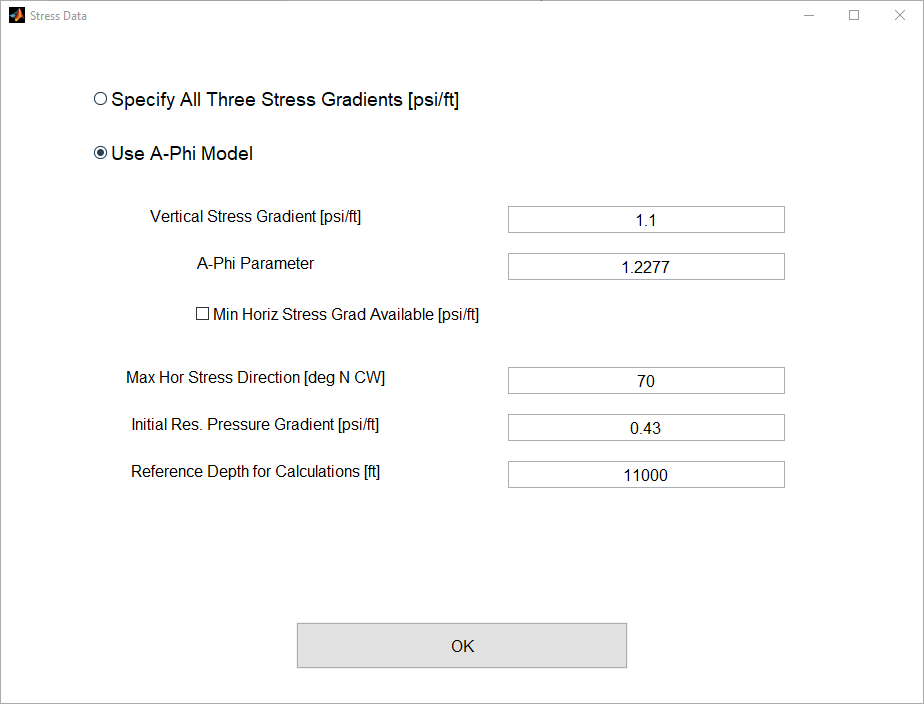 Stress Data
Specify All Three Stress Gradients [psi/ft]
Use A-Phi Model
Vertical Stress Gradient [psi/ft] 1.1
A-Phi Parameter 1.2277
Min Horiz Stress Grad Available [psi/ft]
Max Hor Stress Direction [deg N CW] 70
Initial Res. Pressure Gradient [psi/ft] 0.43
Reference Depth for Calculations [ft] 11000
OK